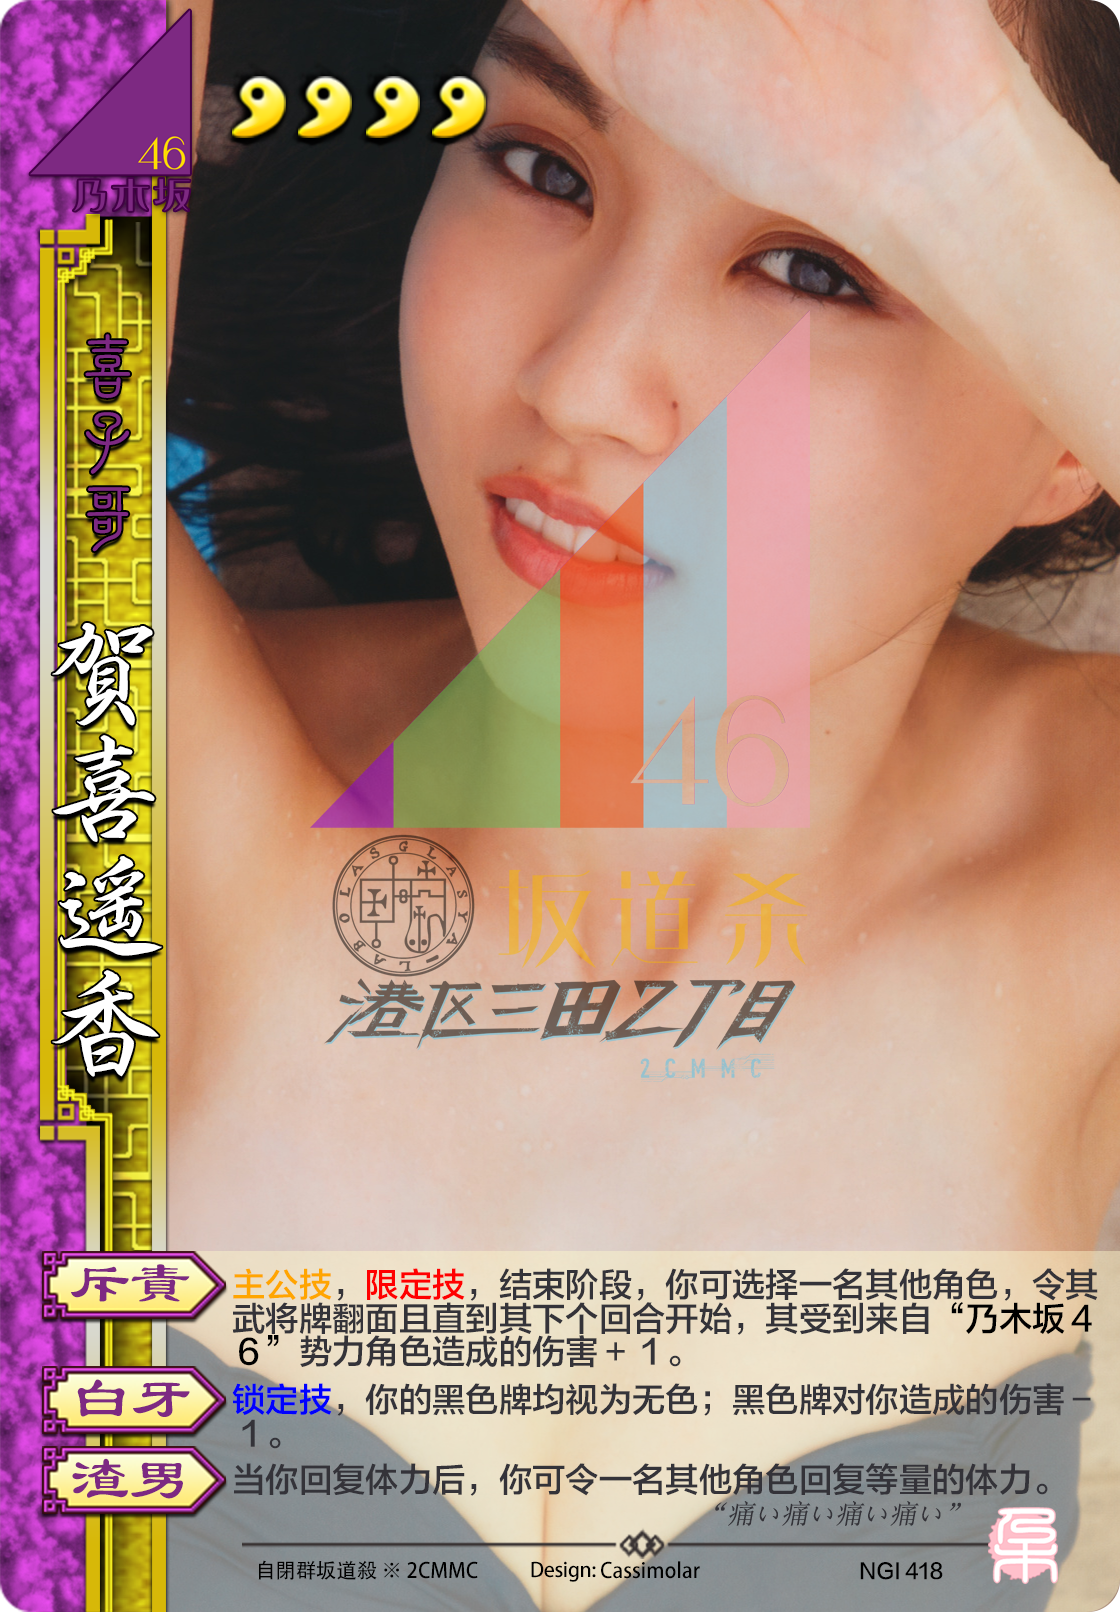 46
乃木坂
喜子哥
賀喜遥香
46
GLASYA-LABOLAS
坂道杀
港区三田乙丁目
2CMMC
斥責
主公技，限定技，结束阶段，你可选择一名其他角色，令其
武将牌翻面且直到其下个回合开始，其受到来自“乃木坂４
６”势力角色造成的伤害＋１。
白牙
锁定技，你的黑色牌均视为无色；黑色牌对你造成的伤害－
１。
渣男
当你回复体力后，你可令一名其他角色回复等量的体力。
“痛い痛い痛い痛い”
自閉群坂道殺 ※ 2CMMC
Design: Cassimolar
NGI 418